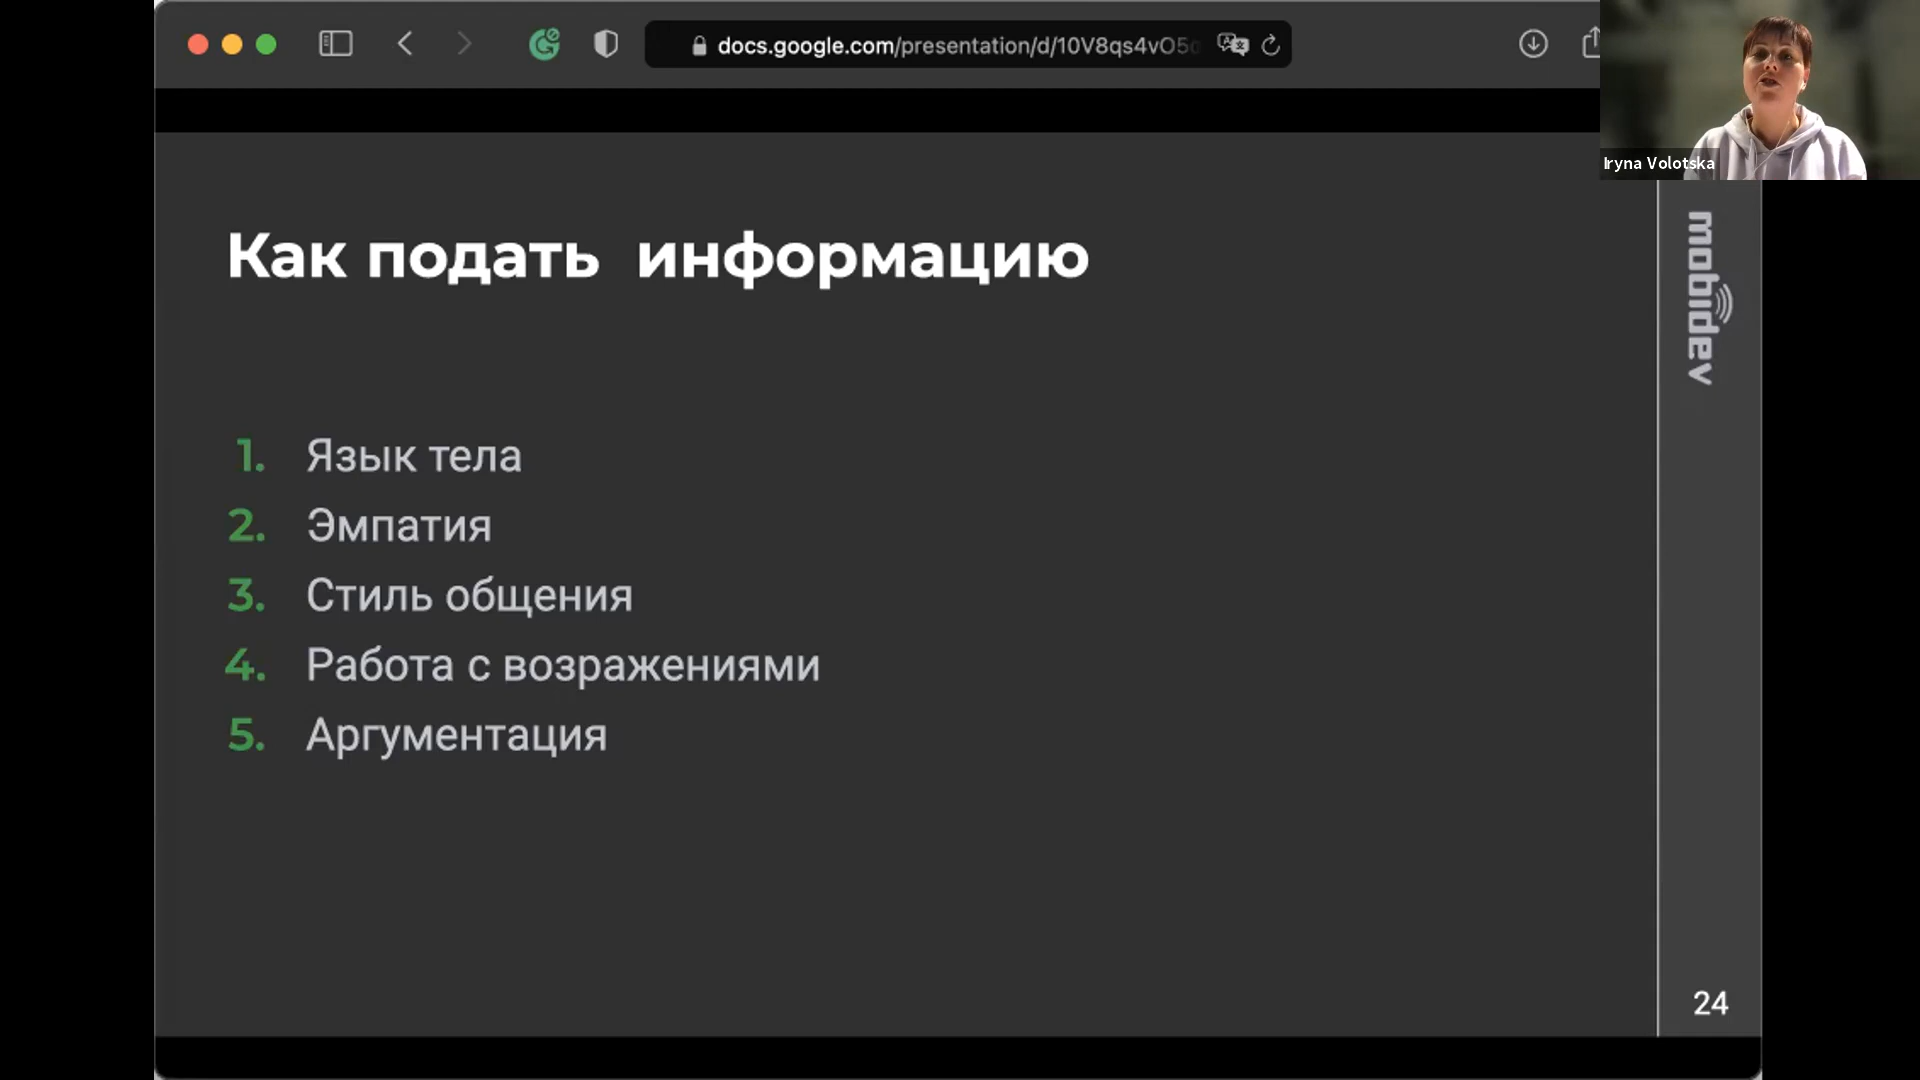 docs.google.com/presentation/d/10V8qs4vO5
Iryna Volotska
Как подать информацию
mobidev
1. Язык тела
2. Эмпатия
3. Стиль общения
4. Работа с возражениями
5. Аргументация
24